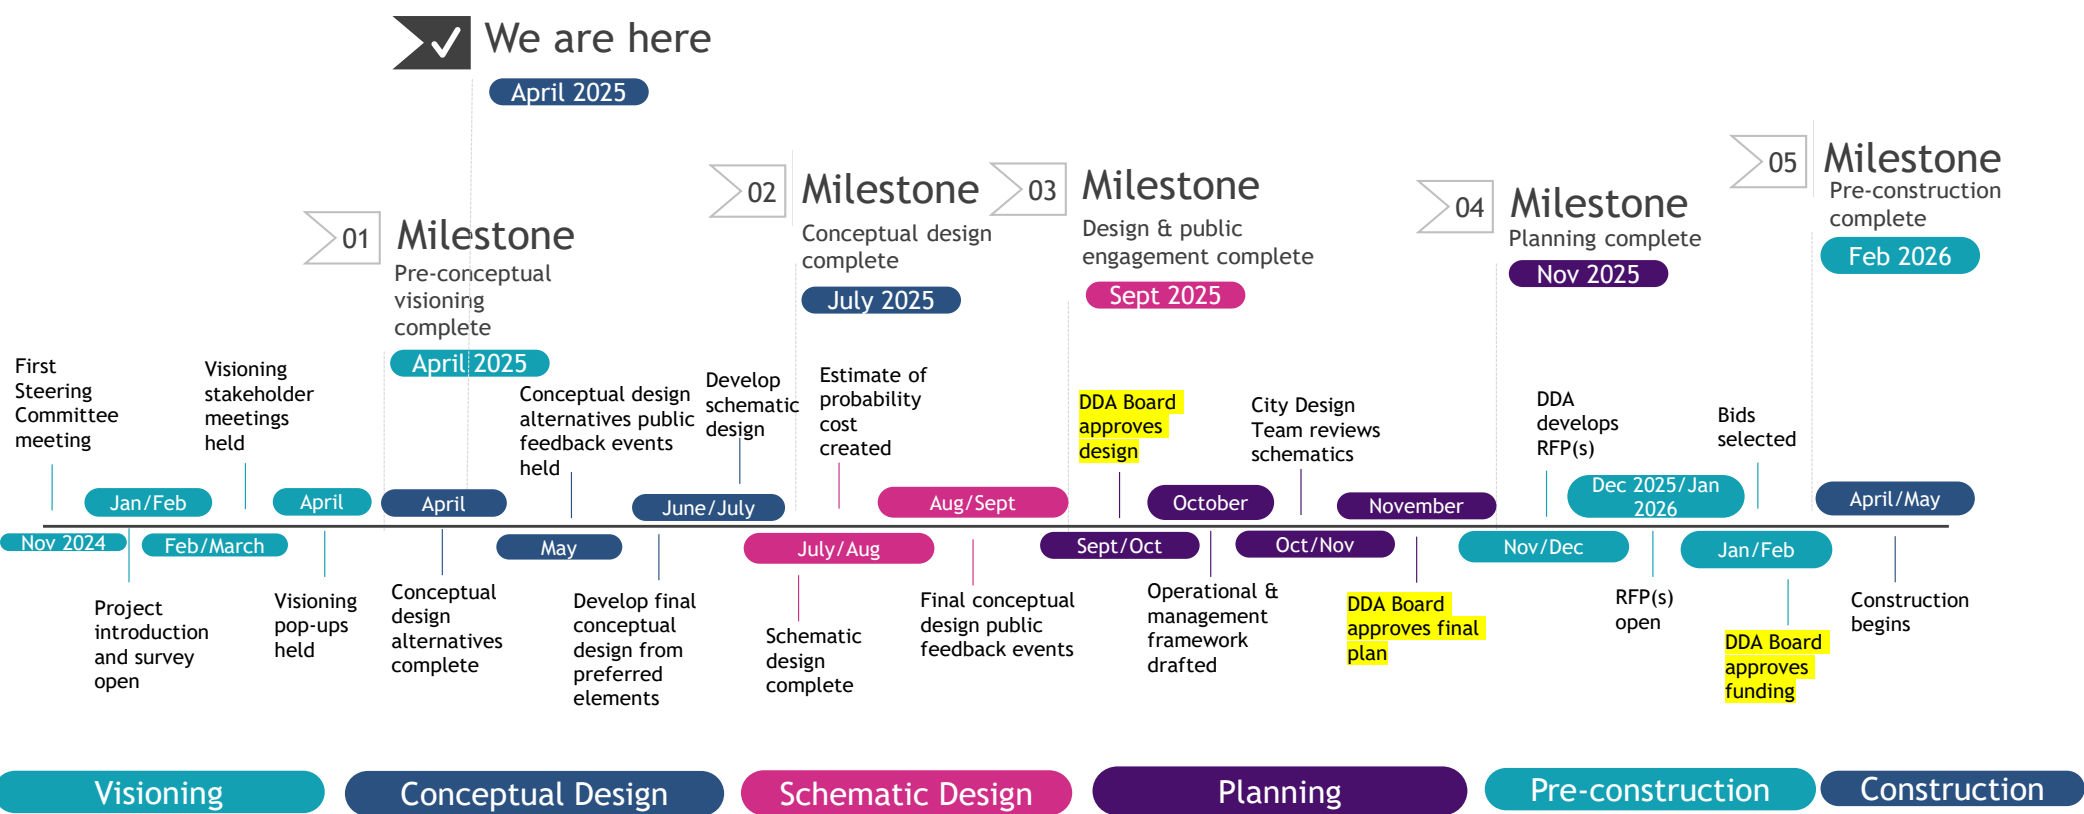 We are here
April 2025
01
Milestone
Pre-conceptual
visioning
complete
April 2025
02
Milestone
Conceptual design
complete
July 2025
03
Milestone
Design & public
engagement complete
Sept 2025
04
Milestone
Planning complete
Nov 2025
05
Milestone
Pre-construction
complete
Feb 2026
First
Steering
Committee
meeting
Visioning
stakeholder
meetings
held
Conceptual design
alternatives public
feedback events
held
Develop
schematic
design
Estimate of
probability
cost
created
DDA Board
approves
design
City Design
Team reviews
schematics
DDA
develops
RFP(s)
Bids
selected
Jan/Feb
April
April
June/July
Aug/Sept
October
November
Dec 2025/Jan
2026
April/May
Nov 2024
Feb/March
May
July/Aug
Sept/Oct
Oct/Nov
Nov/Dec
Jan/Feb
Project
introduction
and survey
open
Visioning
pop-ups
held
Conceptual
design
alternatives
complete
Develop final
conceptual
design from
preferred
elements
Schematic
design
complete
Final conceptual
design public
feedback events
Operational &
management
framework
drafted
DDA Board
approves final
plan
RFP(s)
open
DDA Board
approves
funding
Construction
begins
Visioning
Conceptual Design
Schematic Design
Planning
Pre-construction
Construction